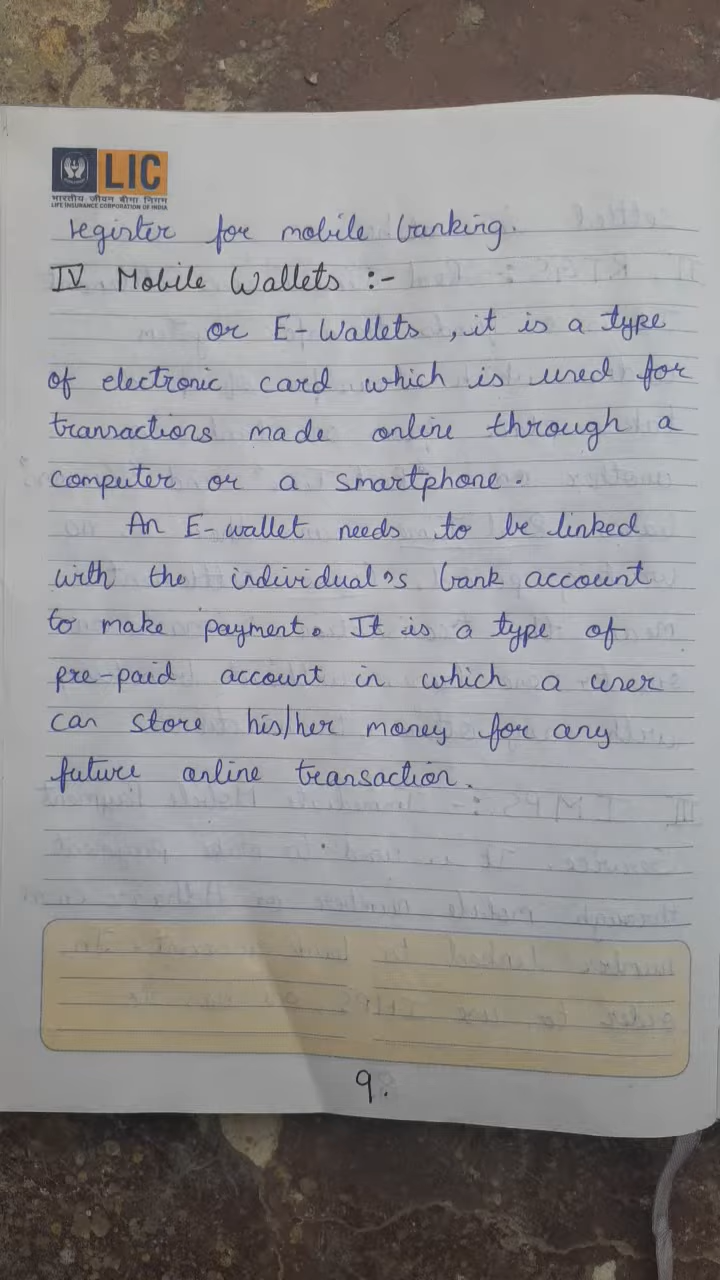 LIC
भारतीय जीवन बीमा निगम
LIFE INSURANCE CORPORATION OF INDIA
register for mobile banking.
IV Mobile Wallets :-
or E-Wallets, it is a type
of electronic card which is used for
transactions made online through a
computer or a smartphone.
An E-wallet needs to be linked
with the individual's bank account
to make payment. It is a type of
pre-paid account in which a user
can store his/her money for any
future online transaction.
9.